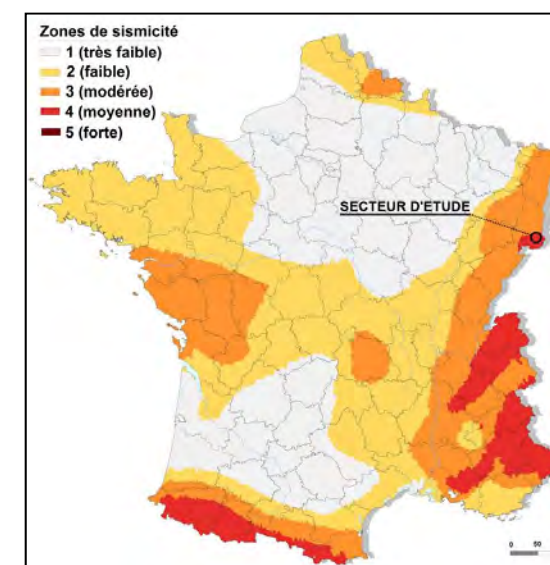 Zones de sismicité
1 (très faible)
2 (faible)
3 (modérée)
4 (moyenne)
5 (forte)
SECTEUR D'ETUDE
0 50